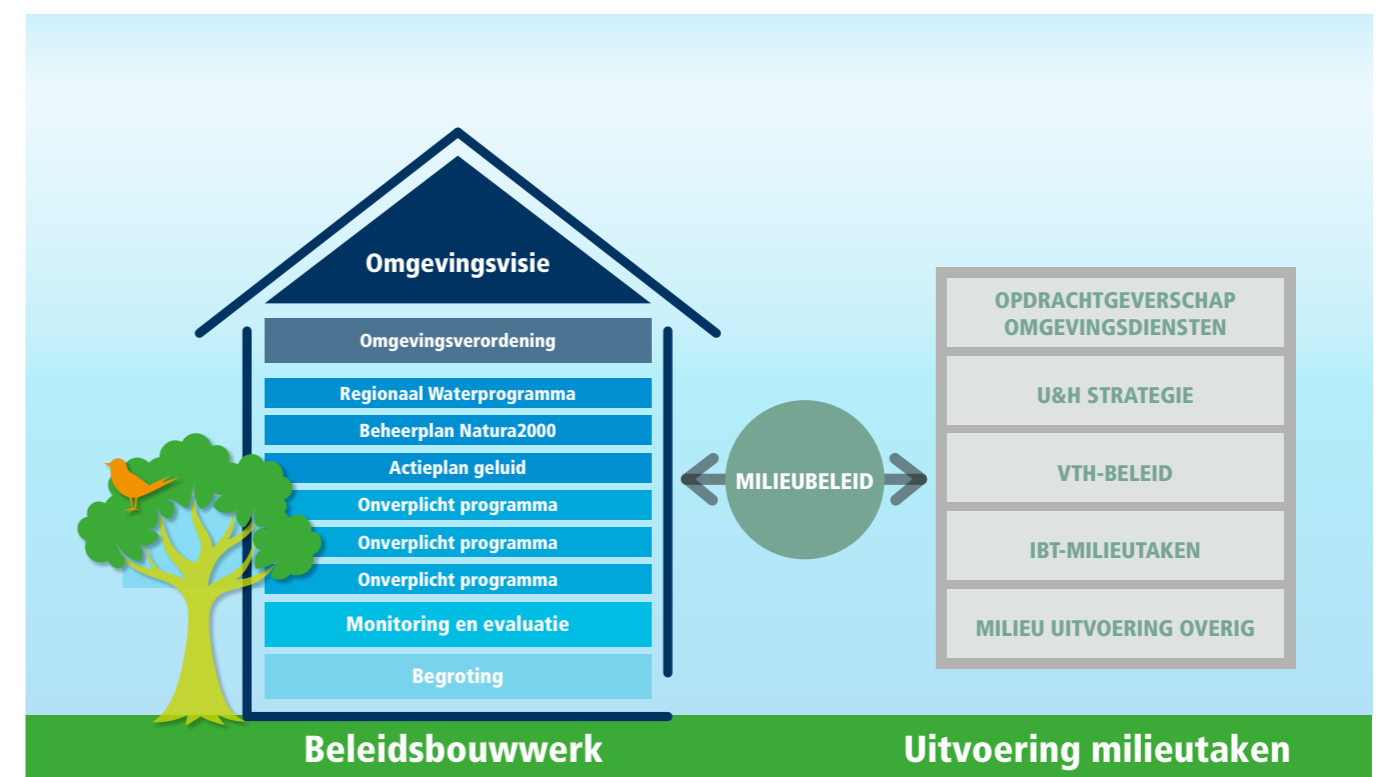 Omgevingsvisie
Omgevingsverordening
Regionaal Waterprogramma
Beheerplan Natura2000
Actieplan geluid
Onverplicht programma
Onverplicht programma
Onverplicht programma
Monitoring en evaluatie
Begroting
MILIEUBELEID
OPDRACHTGEVERSCHAP
OMGEVINGSDIENSTEN
U&H STRATEGIE
VTH-BELEID
IBT-MILIEUTAKEN
MILIEU UITVOERING OVERIG
Beleidsbouwwerk
Uitvoering milieutaken